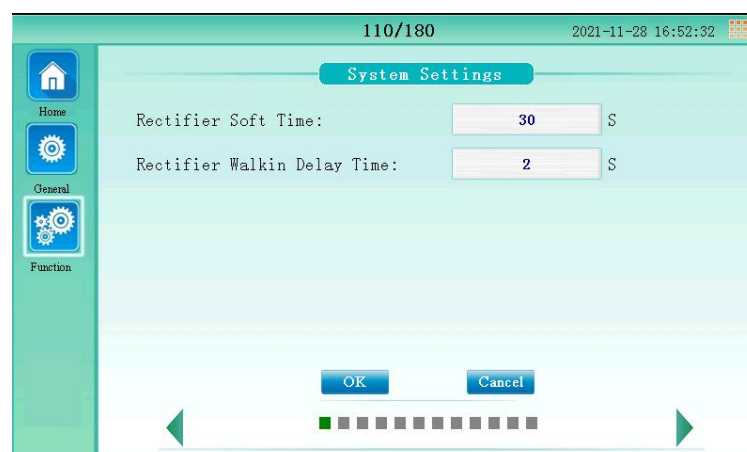 110/180
2021-11-28 16:52:32
System Settings
Home
Rectifier Soft Time: 30 S
Rectifier Walkin Delay Time: 2 S
General
Function
OK Cancel